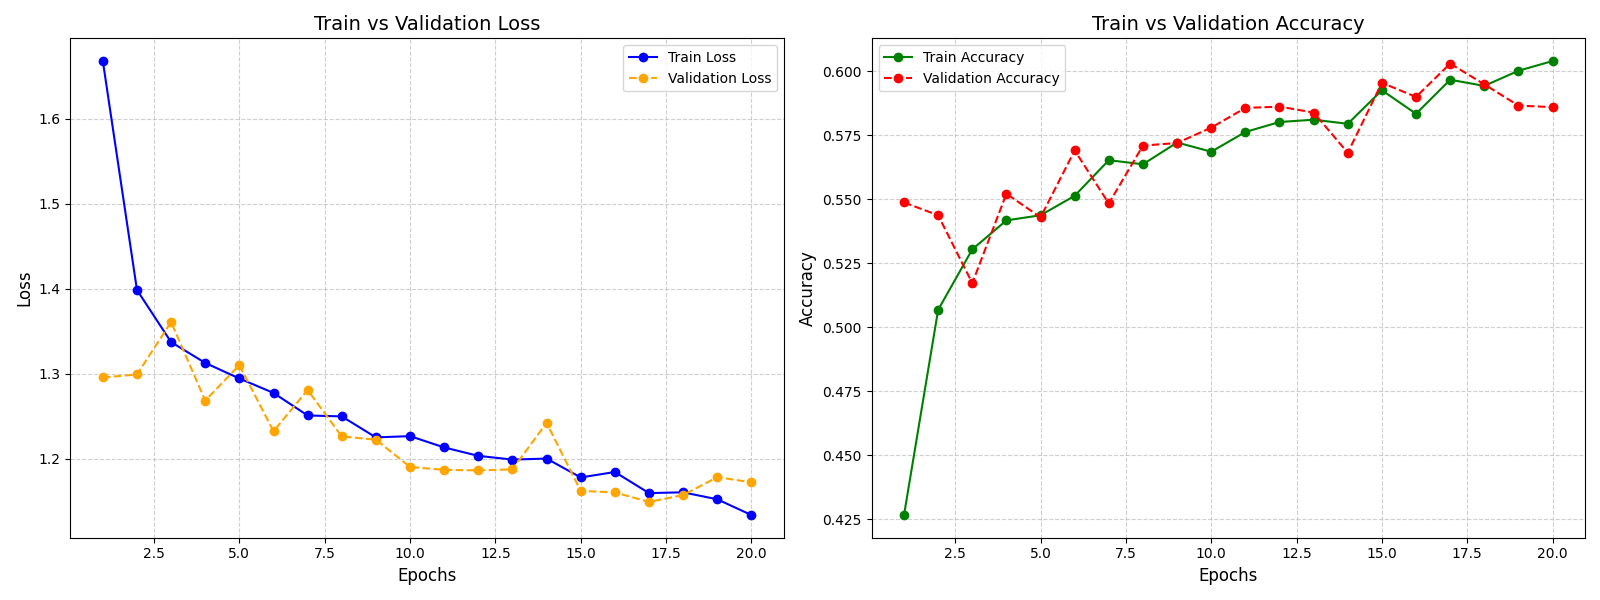 Train vs Validation Loss
Train Loss
Validation Loss
1.6
1.5
1.4
1.3
1.2
Loss
2.5 5.0 7.5 10.0 12.5 15.0 17.5 20.0
Epochs
Train vs Validation Accuracy
Train Accuracy
Validation Accuracy
0.600
0.575
0.550
0.525
0.500
0.475
0.450
0.425
Accuracy
2.5 5.0 7.5 10.0 12.5 15.0 17.5 20.0
Epochs